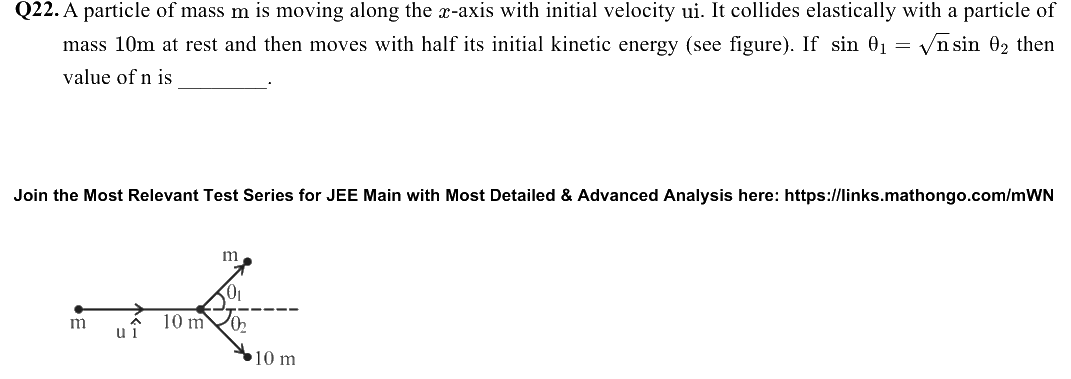 Q22. A particle of mass m is moving along the x-axis with initial velocity ui. It collides elastically with a particle of
mass 10m at rest and then moves with half its initial kinetic energy (see figure). If sin θ₁ = √n sin θ₂ then
value of n is ________.
Join the Most Relevant Test Series for JEE Main with Most Detailed & Advanced Analysis here: https://links.mathongo.com/mWN
m
θ₁
m
u î
10 m
θ₂
10 m